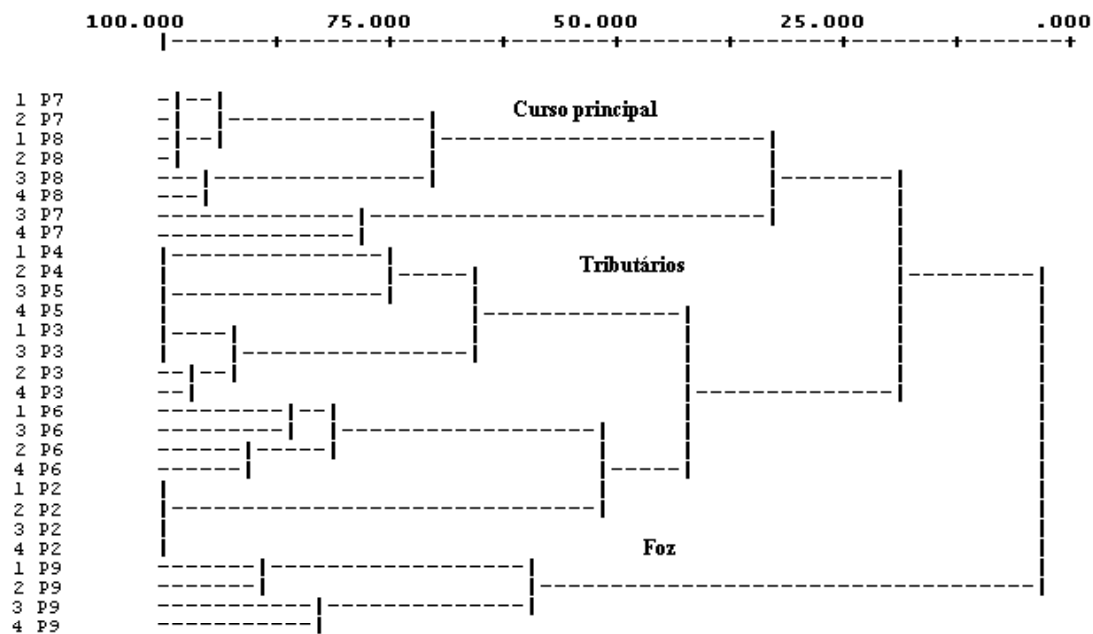 100.000 75.000 50.000 25.000 .000
1 P7
Curso principal
2 P7
1 P8
2 P8
3 P8
4 P8
3 P7
4 P7
1 P4
2 P4
Tributários
3 P5
4 P5
1 P3
3 P3
2 P3
4 P3
1 P6
3 P6
2 P6
4 P6
1 P2
2 P2
3 P2
4 P2
Foz
1 P9
2 P9
3 P9
4 P9